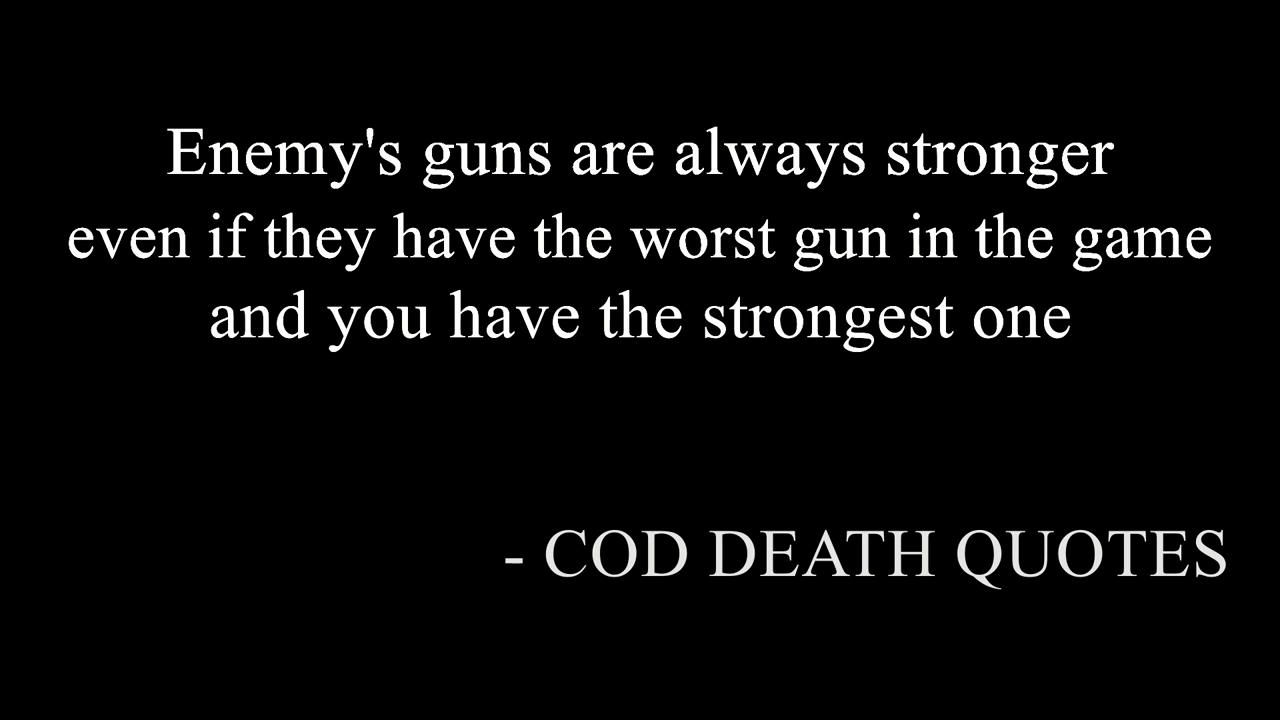 Enemy's guns are always stronger
even if they have the worst gun in the game
and you have the strongest one
- COD DEATH QUOTES